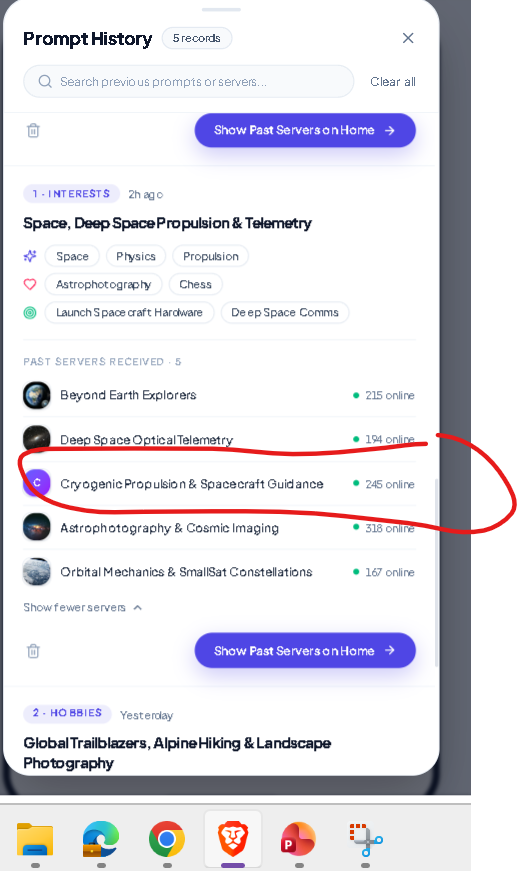 Prompt History
5 records
Search previous prompts or servers...
Clear all
Show Past Servers on Home
1 - INTERESTS
2h ago
Space, Deep Space Propulsion & Telemetry
Space
Physics
Propulsion
Astrophotography
Chess
Launch Spacecraft Hardware
Deep Space Comms
PAST SERVERS RECEIVED · 5
Beyond Earth Explorers
215 online
Deep Space Optical Telemetry
194 online
C
Cryogenic Propulsion & Spacecraft Guidance
245 online
Astrophotography & Cosmic Imaging
318 online
Orbital Mechanics & SmallSat Constellations
167 online
Show fewer servers
Show Past Servers on Home
2 - HOBBIES
Yesterday
Global Trailblazers, Alpine Hiking & Landscape
Photography
P